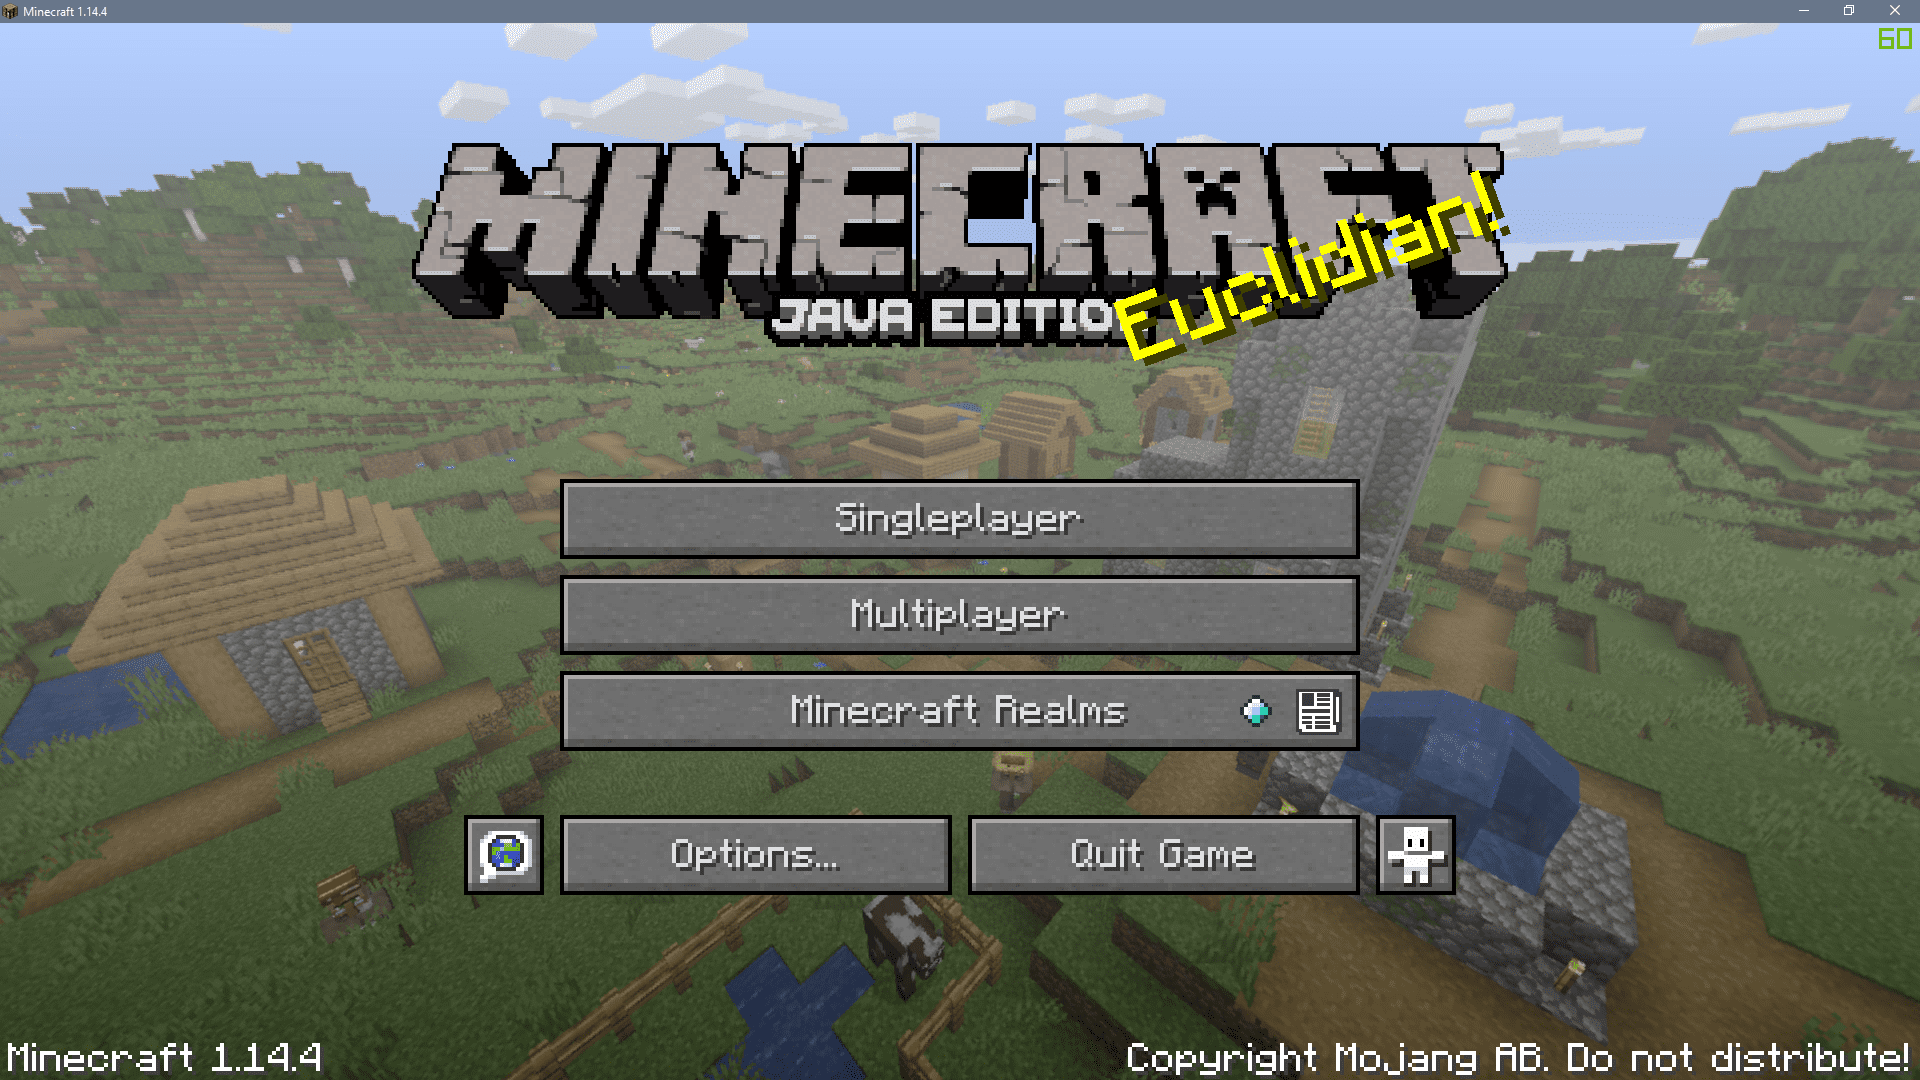 Minecraft 1.14.4
60
MINECRAFT
JAVA EDITIO
Euclidian!
Singleplayer
Multiplayer
Minecraft Realms
Options...
Quit Game
Minecraft 1.14.4
Copyright Mojang AB. Do not distribute!